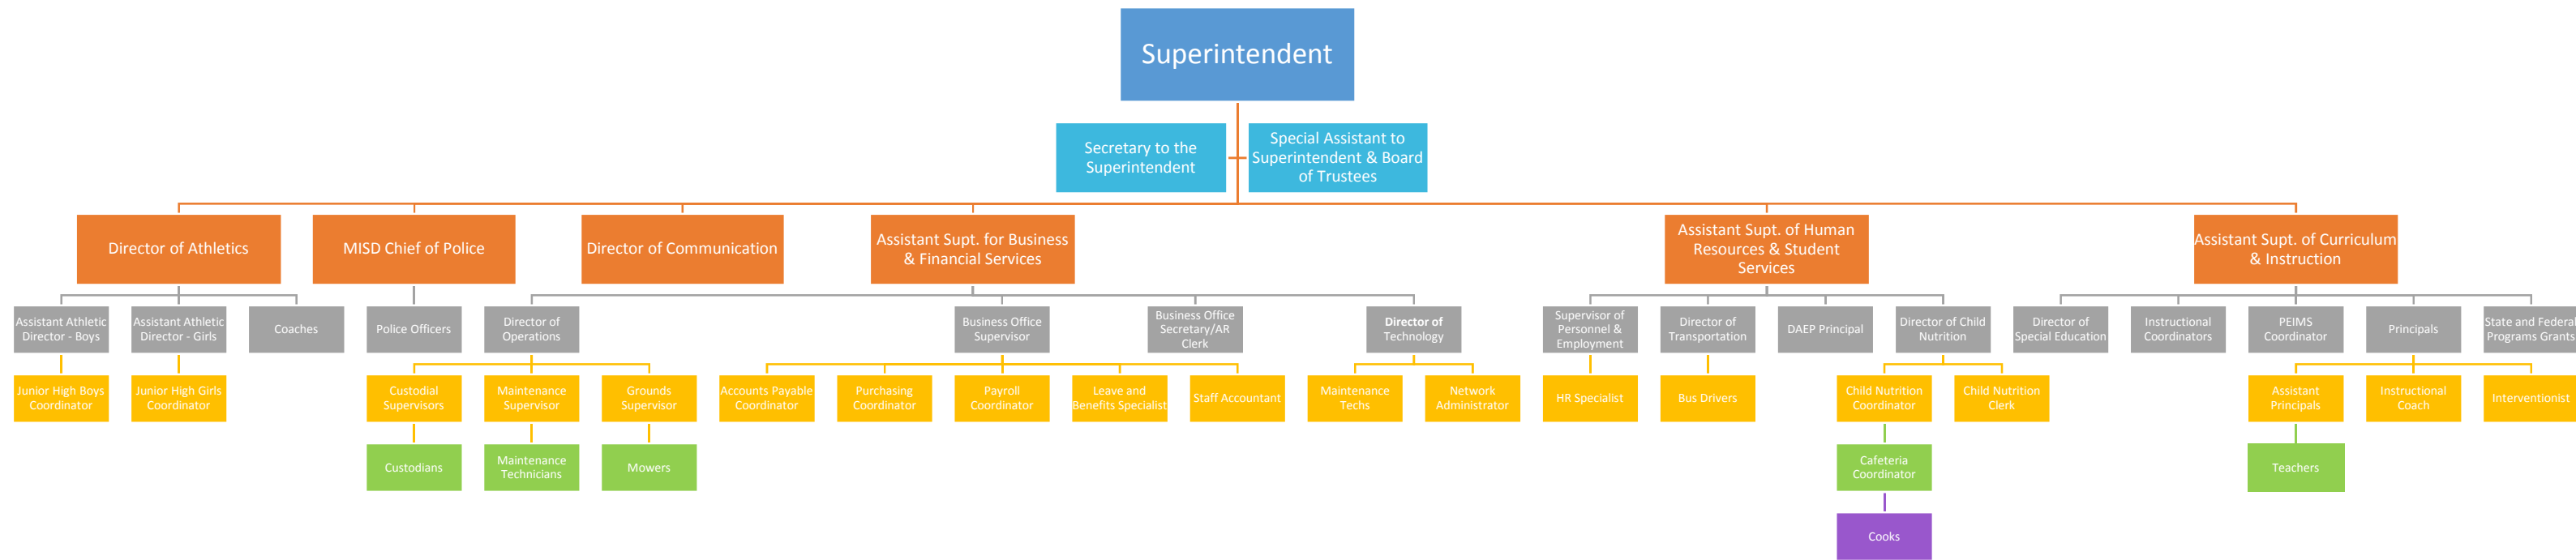 Superintendent
Secretary to the
Superintendent
Special Assistant to
Superintendent & Board
of Trustees
Director of Athletics
MISD Chief of Police
Director of Communication
Assistant Supt. for Business
& Financial Services
Assistant Supt. of Human
Resources & Student
Services
Assistant Supt. of Curriculum
& Instruction
Assistant Athletic
Director - Boys
Assistant Athletic
Director - Girls
Coaches
Police Officers
Director of
Operations
Business Office
Supervisor
Business Office
Secretary/AR
Clerk
Director of
Technology
Supervisor of
Personnel &
Employment
Director of
Transportation
DAEP Principal
Director of Child
Nutrition
Director of
Special Education
Instructional
Coordinators
PEIMS
Coordinator
Principals
State and Federal
Programs Grants
Junior High Boys
Coordinator
Junior High Girls
Coordinator
Custodial
Supervisors
Maintenance
Supervisor
Grounds
Supervisor
Accounts Payable
Coordinator
Purchasing
Coordinator
Payroll
Coordinator
Leave and
Benefits Specialist
Staff Accountant
Maintenance
Techs
Network
Administrator
HR Specialist
Bus Drivers
Child Nutrition
Coordinator
Child Nutrition
Clerk
Assistant
Principals
Instructional
Coach
Interventionist
Custodians
Maintenance
Technicians
Mowers
Cafeteria
Coordinator
Teachers
Cooks